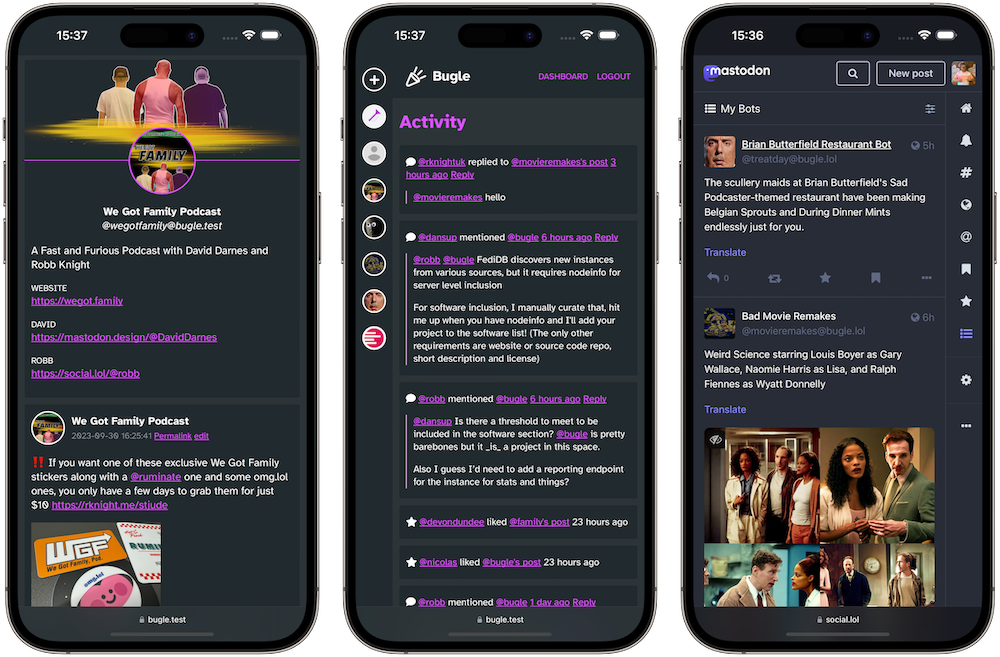 15:37
FAMILY
We Got Family Podcast
@wegotfamily@bugle.test
A Fast and Furious Podcast with David Darnes and
Robb Knight
WEBSITE
https://wegot.family
DAVID
https://mastodon.design/@DavidDarnes
ROBB
https://social.lol/@robb
We Got Family Podcast
2023-09-30 16:25:41 Permalink edit
‼️ If you want one of these exclusive We Got Family
stickers along with a @ruminate one and some omg.lol
ones, you only have a few days to grab them for just
$10 https://rknight.me/stjude
WGF
We Got Family, Pod.
omg.lol
bugle.test
15:37
Bugle
DASHBOARD LOGOUT
Activity
@rknightuk replied to @movieremakes's post 3
hours ago Reply
@movieremakes hello
@dansup mentioned @bugle 6 hours ago Reply
@robb @bugle FediDB discovers new instances
from various sources, but it requires nodeinfo for
server level inclusion
For software inclusion, I manually curate that, hit
me up when you have nodeinfo and I'll add your
project to the software list! (The only other
requirements are website or source code repo,
short description and license)
@robb mentioned @bugle 6 hours ago Reply
@dansup Is there a threshold to meet to be
included in the software section? @bugle is pretty
barebones but it _is_ a project in this space.
Also I guess I'd need to add a reporting endpoint
for the instance for stats and things?
@devondundee liked @family's post 23 hours ago
@nicolas liked @bugle's post 23 hours ago
@robb mentioned @bugle 1 day ago Reply
bugle.test
15:36
mastodon
New post
My Bots
Brian Butterfield Restaurant Bot 5h
@treatday@bugle.lol
The scullery maids at Brian Butterfield's Sad
Podcaster-themed restaurant have been making
Belgian Sprouts and During Dinner Mints
endlessly just for you.
Translate
0
Bad Movie Remakes 6h
@movieremakes@bugle.lol
Weird Science starring Louis Boyer as Gary
Wallace, Naomie Harris as Lisa, and Ralph
Fiennes as Wyatt Donnelly
Translate
social.lol